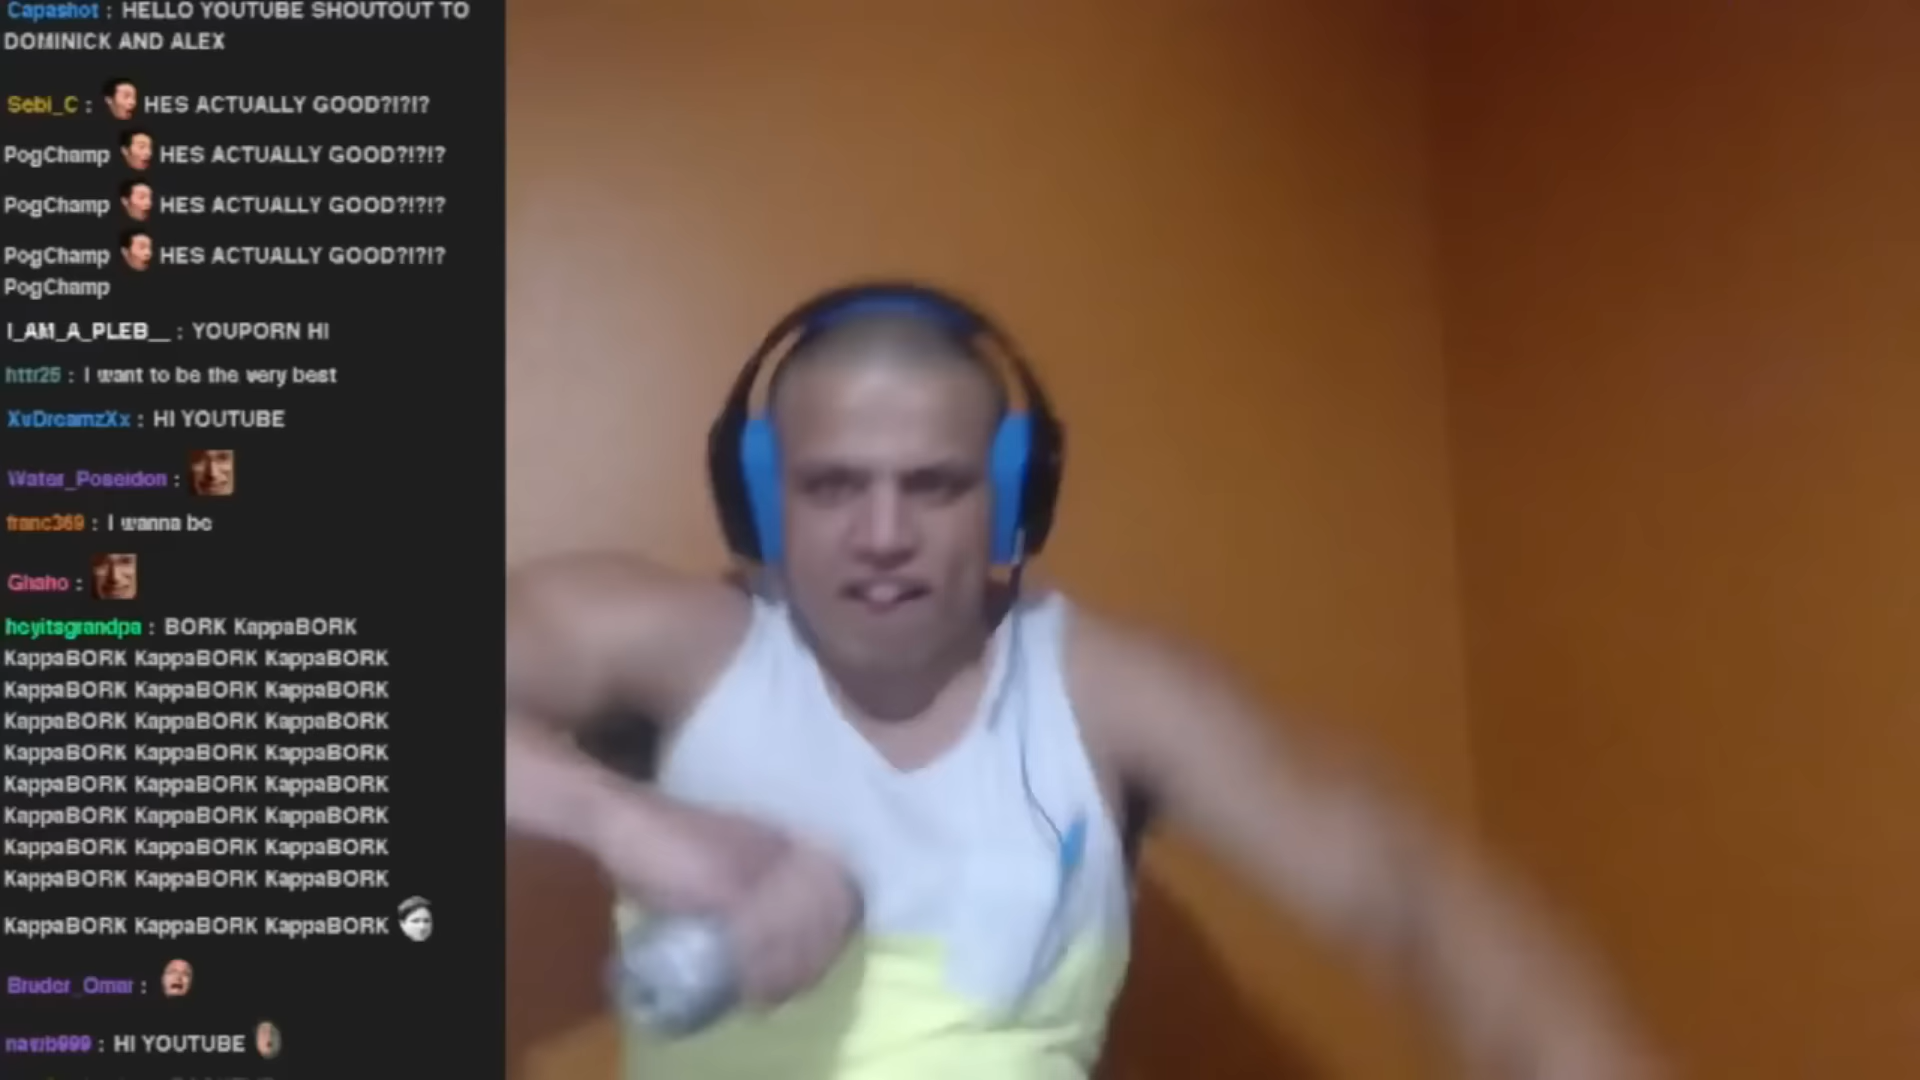 Capashot : HELLO YOUTUBE SHOUTOUT TO
DOMINICK AND ALEX
Sebi_C : HES ACTUALLY GOOD?!?!?
PogChamp HES ACTUALLY GOOD?!?!?
PogChamp HES ACTUALLY GOOD?!?!?
PogChamp HES ACTUALLY GOOD?!?!?
PogChamp
I_AM_A_PLEB__ : YOUPORN HI
httr25 : I want to be the very best
XvDreamzXx : HI YOUTUBE
Water_Poseidon :
franc369 : I wanna be
Ghaho :
heyitsgrandpa : BORK KappaBORK
KappaBORK KappaBORK KappaBORK
KappaBORK KappaBORK KappaBORK
KappaBORK KappaBORK KappaBORK
KappaBORK KappaBORK KappaBORK
KappaBORK KappaBORK KappaBORK
KappaBORK KappaBORK KappaBORK
KappaBORK KappaBORK KappaBORK
KappaBORK KappaBORK KappaBORK
KappaBORK KappaBORK KappaBORK
Bruder_Omar :
: HI YOUTUBE